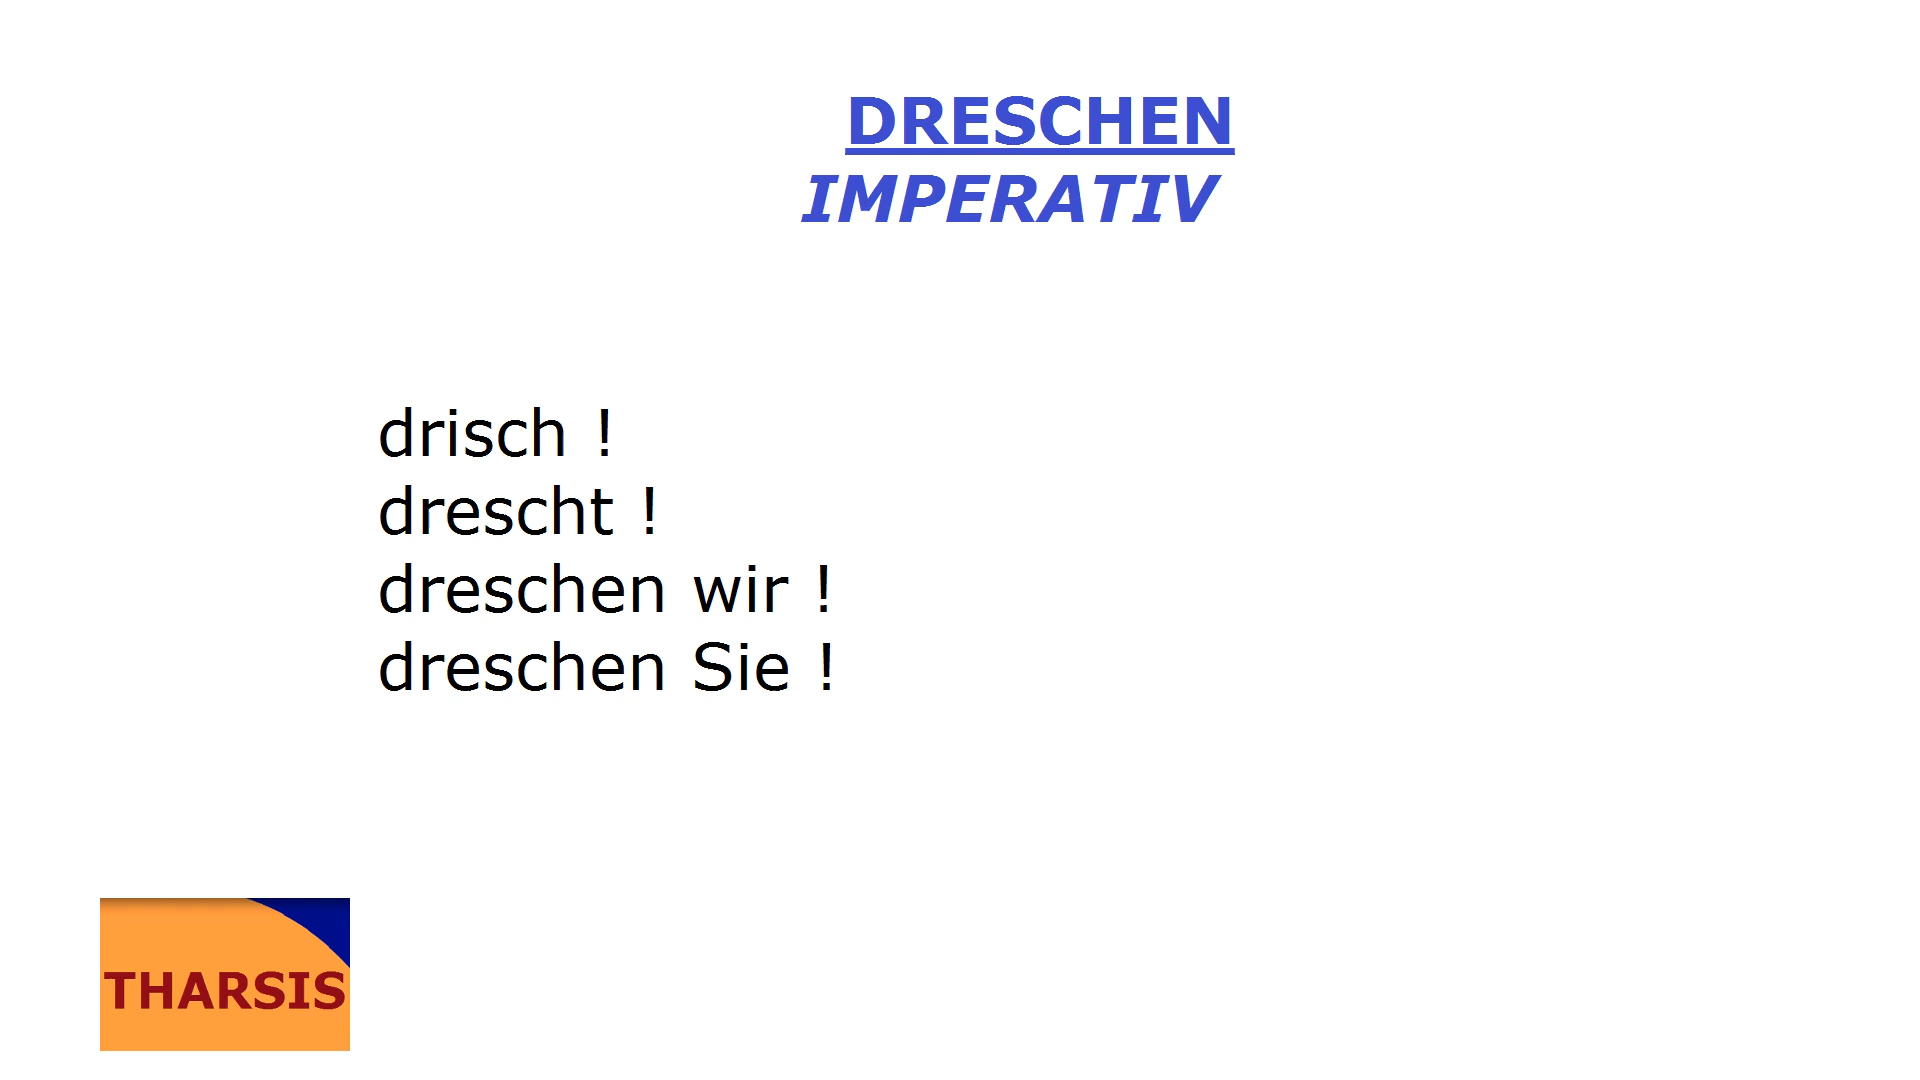 DRESCHEN
IMPERATIV
drisch !
drescht !
dreschen wir !
dreschen Sie !
THARSIS